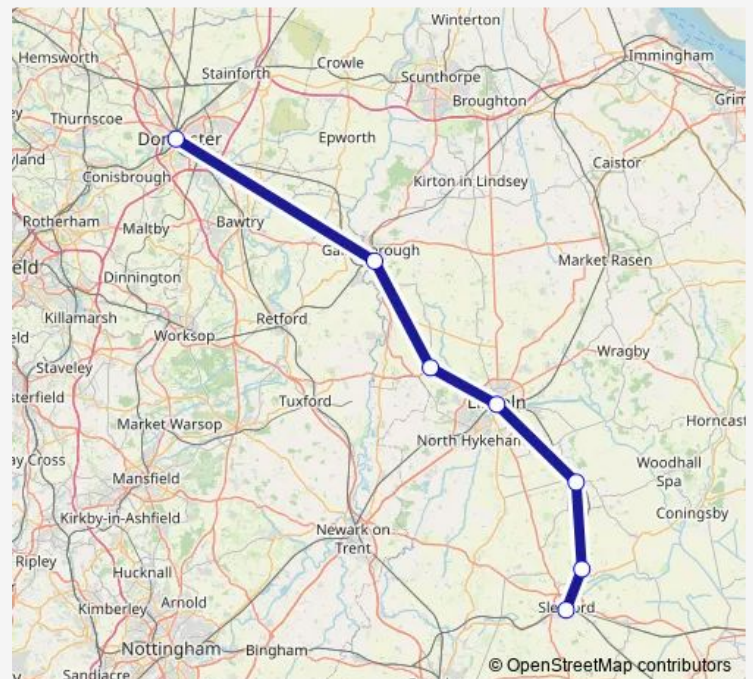 Winterton
Hemsworth
Crowle
Immingham
Stainforth
Scunthorpe
Broughton
Thurnscoe
Epworth
Caistor
Conisbrough
Kirton in Lindsey
Rotherham
Maltby
Bawtry
Market Rasen
Dinnington
Killamarsh
Retford
Worksop
Wragby
Staveley
Tuxford
Market Warsop
North Hykeham
Horncast
Woodhall
Spa
Mansfield
Coningsby
Kirkby-in-Ashfield
Newark on
Trent
Ripley
Hucknall
Kimberley
Arnold
Nottingham
Bingham
Sandiacre
© OpenStreetMap contributors